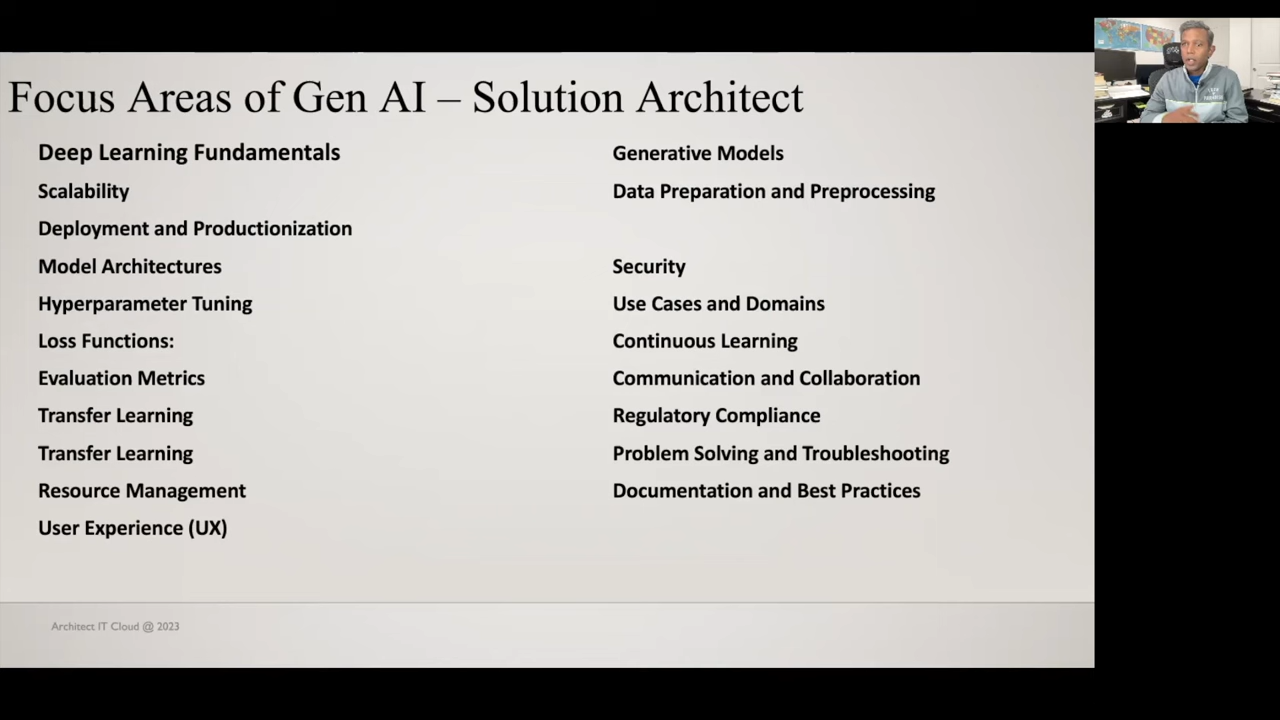 Focus Areas of Gen AI – Solution Architect
Deep Learning Fundamentals
Scalability
Deployment and Productionization
Model Architectures
Hyperparameter Tuning
Loss Functions:
Evaluation Metrics
Transfer Learning
Transfer Learning
Resource Management
User Experience (UX)
Generative Models
Data Preparation and Preprocessing
Security
Use Cases and Domains
Continuous Learning
Communication and Collaboration
Regulatory Compliance
Problem Solving and Troubleshooting
Documentation and Best Practices
Architect IT Cloud @ 2023